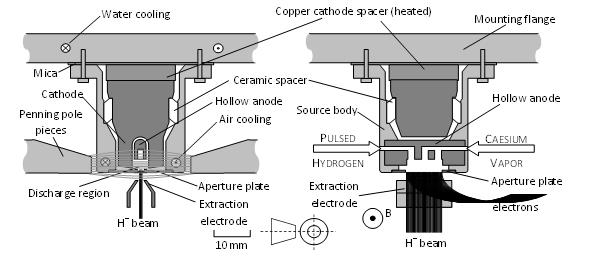 Water cooling
Copper cathode spacer (heated)
Mounting flange
Mica
Ceramic spacer
Cathode
Hollow anode
Hollow anode
Penning pole
pieces
Air cooling
Source body
PULSED
HYDROGEN
CAESIUM
VAPOR
Discharge region
Aperture plate
Extraction
electrode
H⁻ beam
10 mm
Extraction
electrode
B
Aperture plate
electrons
H⁻ beam